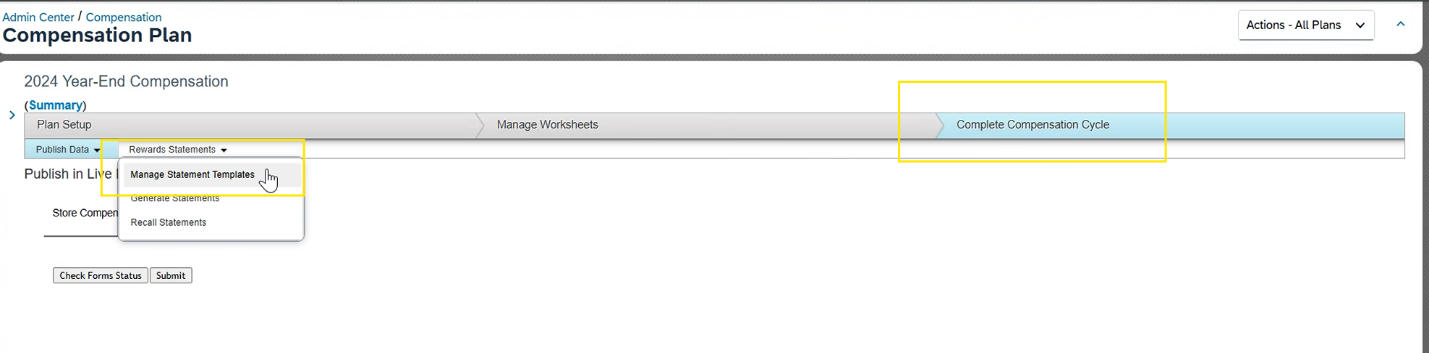 Admin Center / Compensation
Compensation Plan
Actions - All Plans
2024 Year-End Compensation
(Summary)
Plan Setup
Manage Worksheets
Complete Compensation Cycle
Publish Data
Rewards Statements
Manage Statement Templates
Publish in Live
Generate Statements
Store Compen
Recall Statements
Check Forms Status
Submit